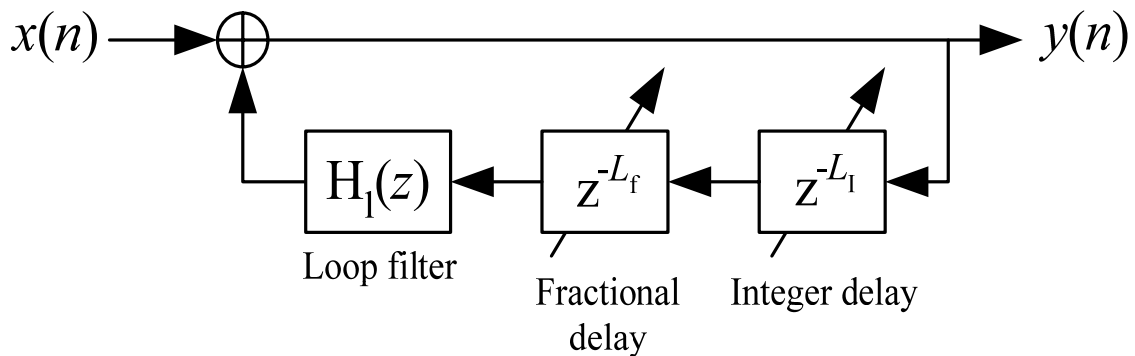 x(n)
y(n)
H_l(z)
z^{-L_f}
z^{-L_I}
Loop filter
Fractional
delay
Integer delay